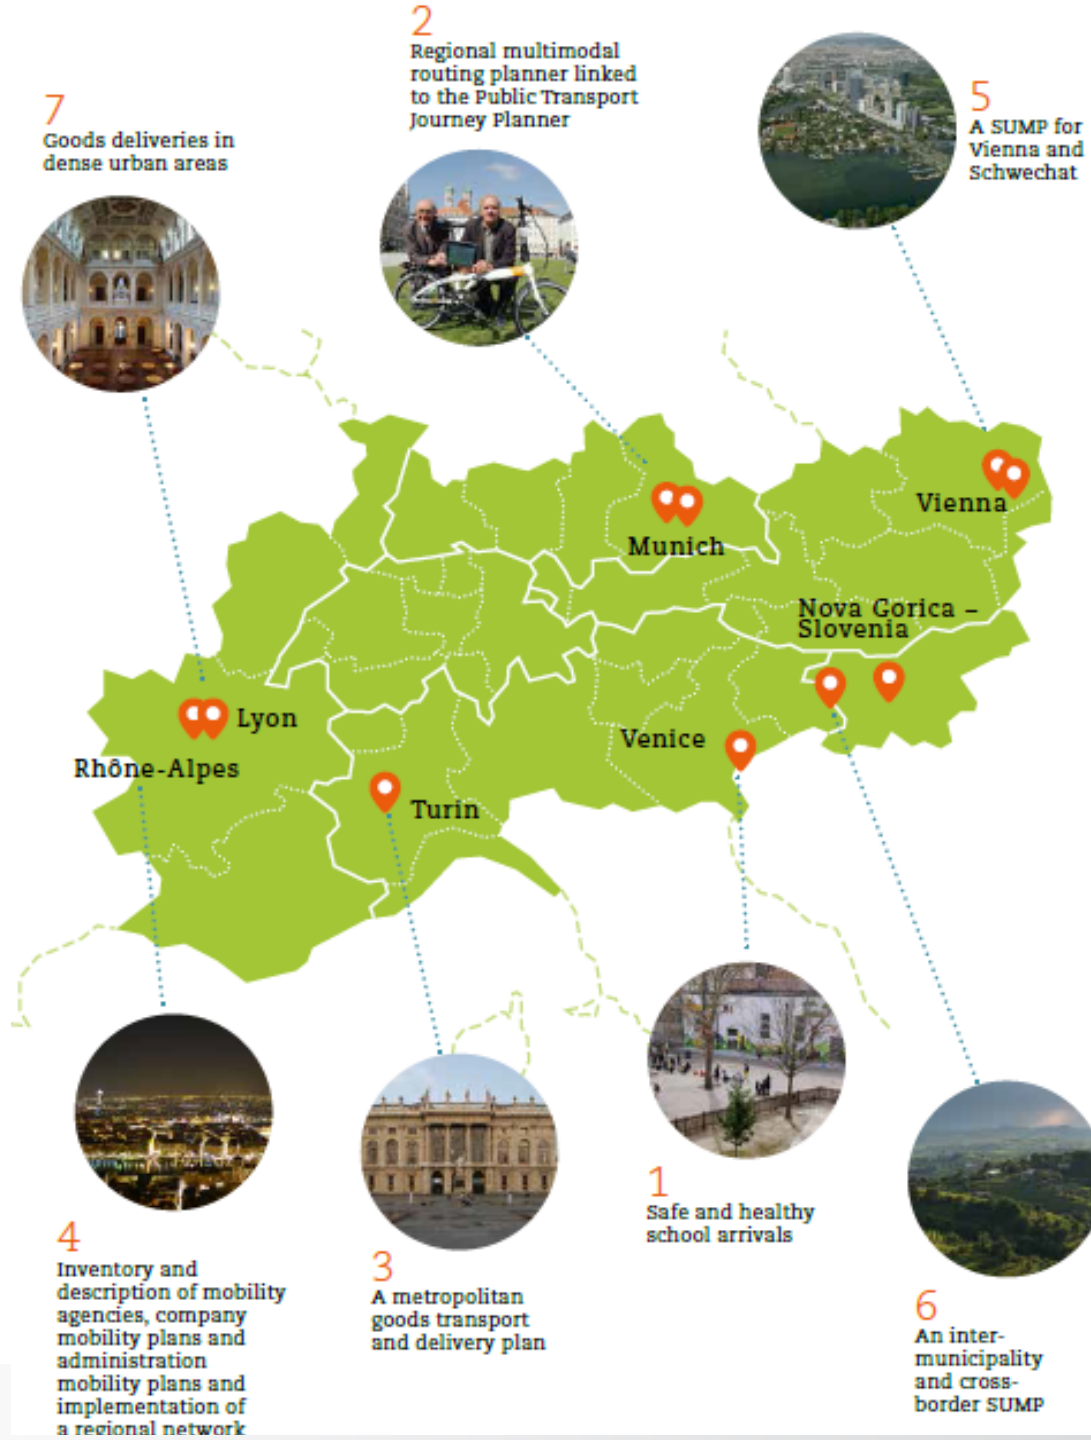 2
Regional multimodal
routing planner linked
to the Public Transport
Journey Planner
7
Goods deliveries in
dense urban areas
5
A SUMP for
Vienna and
Schwechat
Vienna
Munich
Nova Gorica –
Slovenia
Lyon
Venice
Rhône-Alpes
Turin
1
Safe and healthy
school arrivals
4
Inventory and
description of mobility
agencies, company
mobility plans and
administration
mobility plans and
implementation of
a regional network
3
A metropolitan
goods transport
and delivery plan
6
An inter-
municipality
and cross-
border SUMP